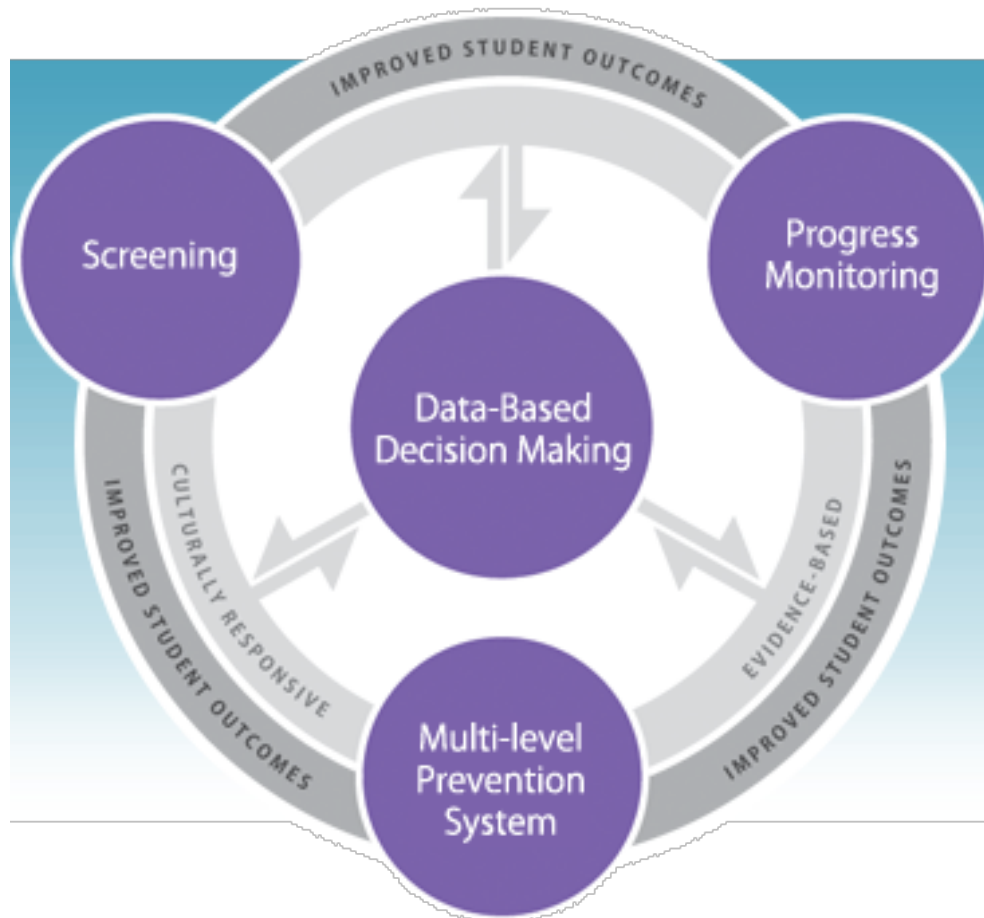 IMPROVED STUDENT OUTCOMES
Screening
Progress
Monitoring
Data-Based
Decision Making
IMPROVED STUDENT OUTCOMES
CULTURALLY RESPONSIVE
EVIDENCE-BASED
IMPROVED STUDENT OUTCOMES
Multi-level
Prevention
System